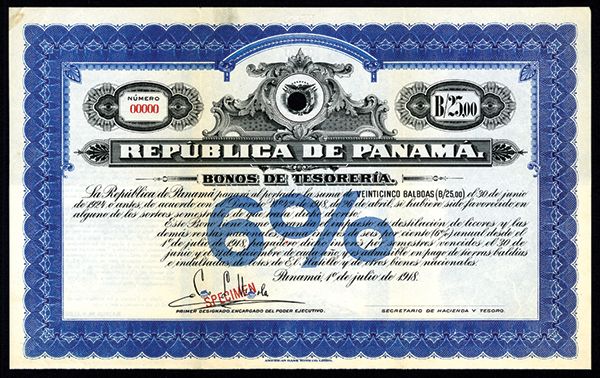 NÚMERO
00000
B/25.00
REPÚBLICA DE PANAMÁ.
BONOS DE TESORERÍA.
La República de Panamá pagará al portador la suma de VEINTICINCO BALBOAS (B/25.00) el 30 de junio
de 1924 ó antes, de acuerdo con el Decreto de 1918, de 26 de abril, si hubiere sido favorecido en
alguno de los sorteos semestrales de que trata dicho decreto.
Este Bono tiene como garantía el impuesto de destilación de licores y las
demás rentas nacionales, gana interés de seis por ciento (6%) anual desde el
1º de julio de 1918, pagadero por semestres vencidos el 30 de
junio y el de diciembre de cada año y es admisible en pago de tierras baldías
é indultadas, de lotes de El Hatillo y de otros bienes nacionales.
6%
Panamá, 1º de julio de 1918.
SPECIMEN
PRIMER DESIGNADO, ENCARGADO DEL PODER EJECUTIVO.
SECRETARIO DE HACIENDA Y TESORO.
AMERICAN BANK NOTE CO.